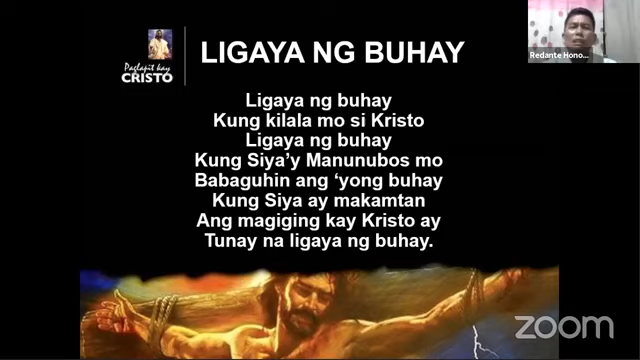 Paglapit kay
CRISTO
LIGAYA NG BUHAY
Ligaya ng buhay
Kung kilala mo si Kristo
Ligaya ng buhay
Kung Siya’y Manunubos mo
Babaguhin ang ‘yong buhay
Kung Siya ay makamtan
Ang magiging kay Kristo ay
Tunay na ligaya ng buhay.
Redante Hono...
zoom